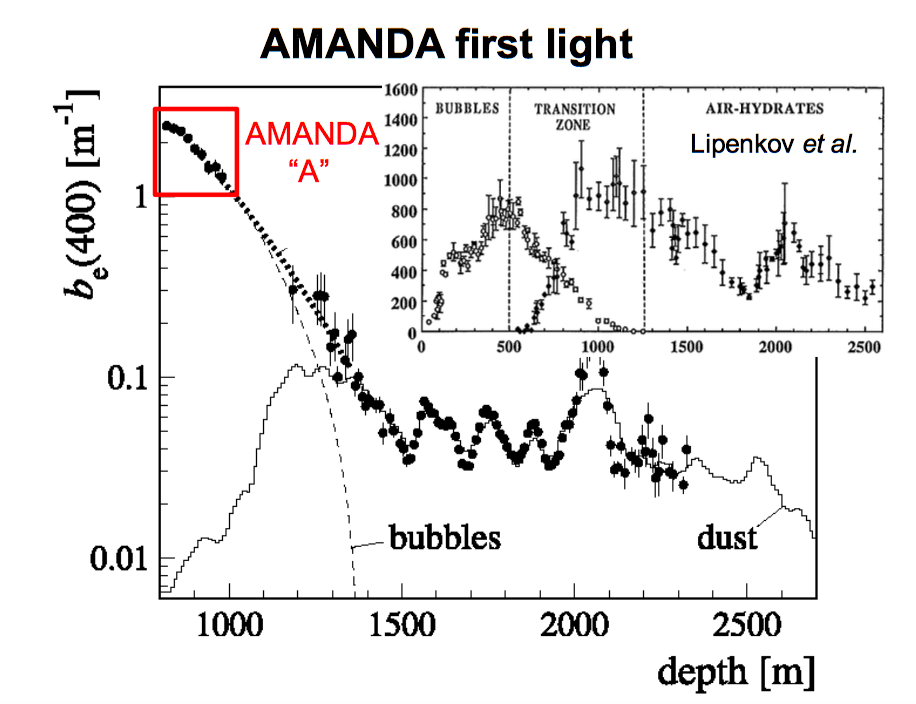 AMANDA first light
b_e(400) [m^-1]
1
0.1
0.01
AMANDA
“A”
1600
1400
1200
1000
800
600
400
200
0
BUBBLES
TRANSITION
ZONE
AIR-HYDRATES
Lipenkov et al.
0 500 1000 1500 2000 2500
bubbles
dust
1000 1500 2000 2500
depth [m]